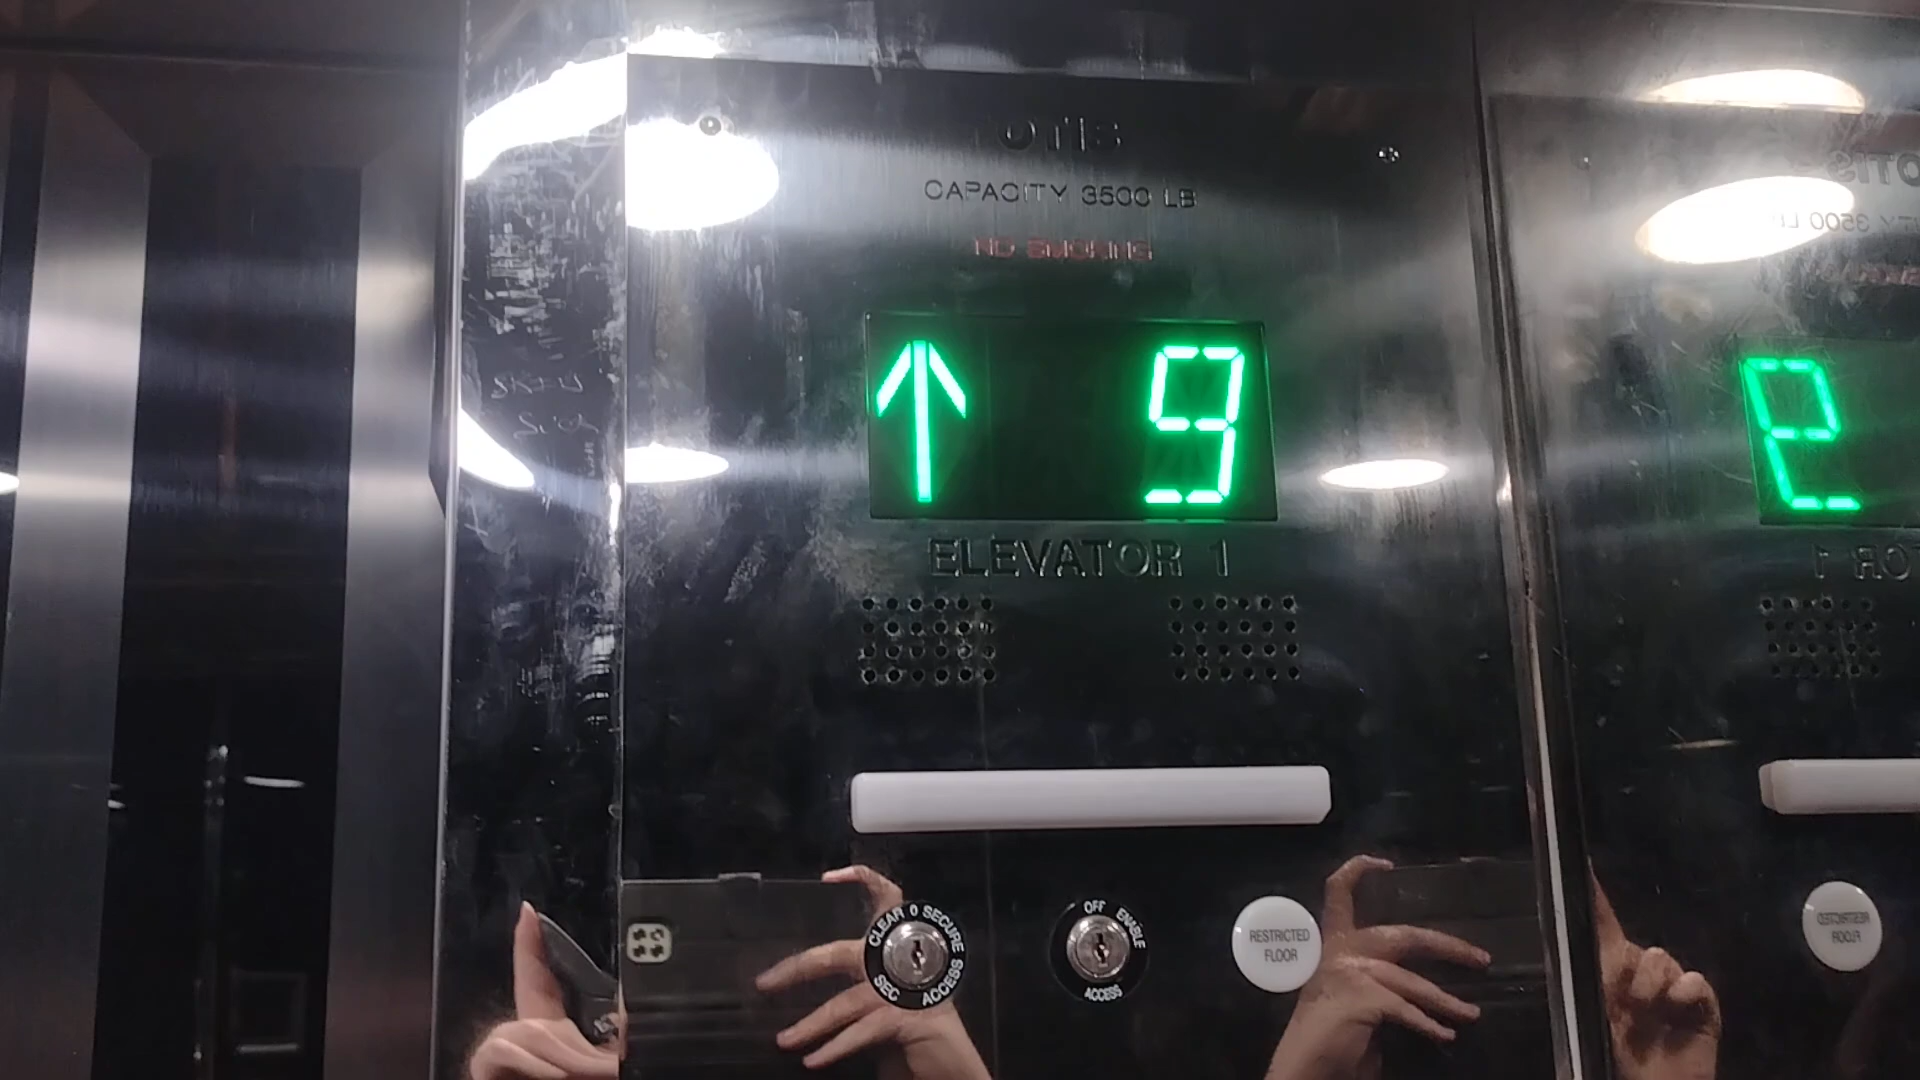 OTIS
CAPACITY 3500 LB
NO SMOKING
↑ 9
ELEVATOR 1
CLEAR 0 SECURE
SEC ACCESS
OFF ENABLE
ACCESS
RESTRICTED
FLOOR